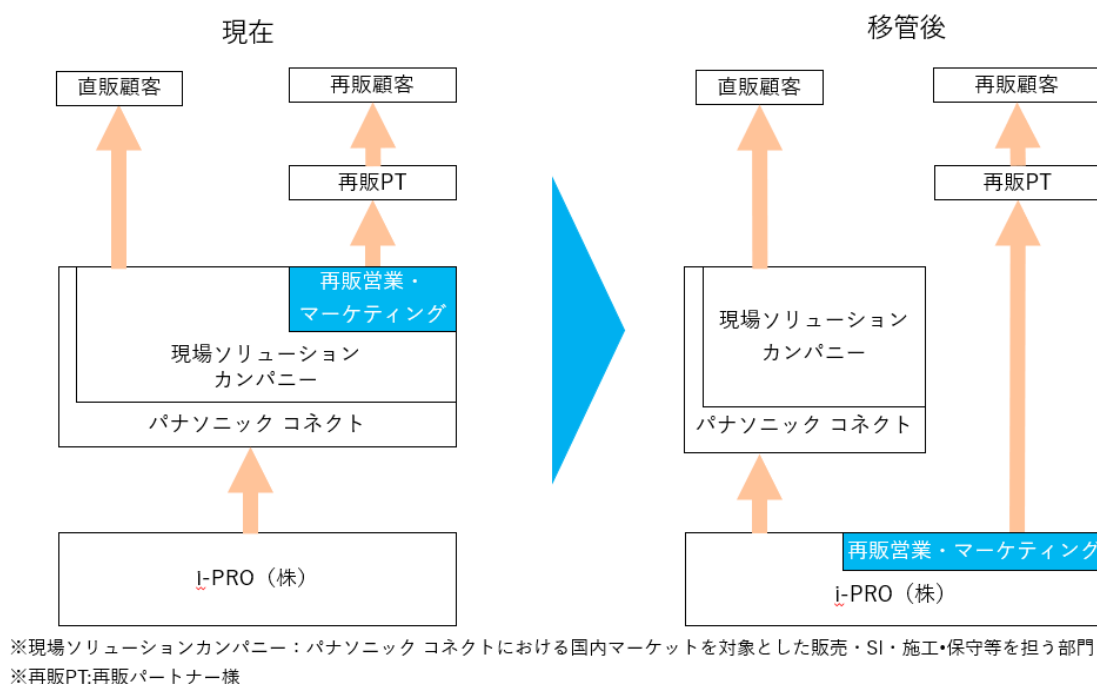 現在
直販顧客
再販顧客
再販PT
再販営業・
マーケティング
現場ソリューション
カンパニー
パナソニック コネクト
i-PRO（株）
移管後
直販顧客
再販顧客
再販PT
現場ソリューション
カンパニー
パナソニック コネクト
再販営業・マーケティング
i-PRO（株）
※現場ソリューションカンパニー：パナソニック コネクトにおける国内マーケットを対象とした販売・SI・施工•保守等を担う部門
※再販PT:再販パートナー様